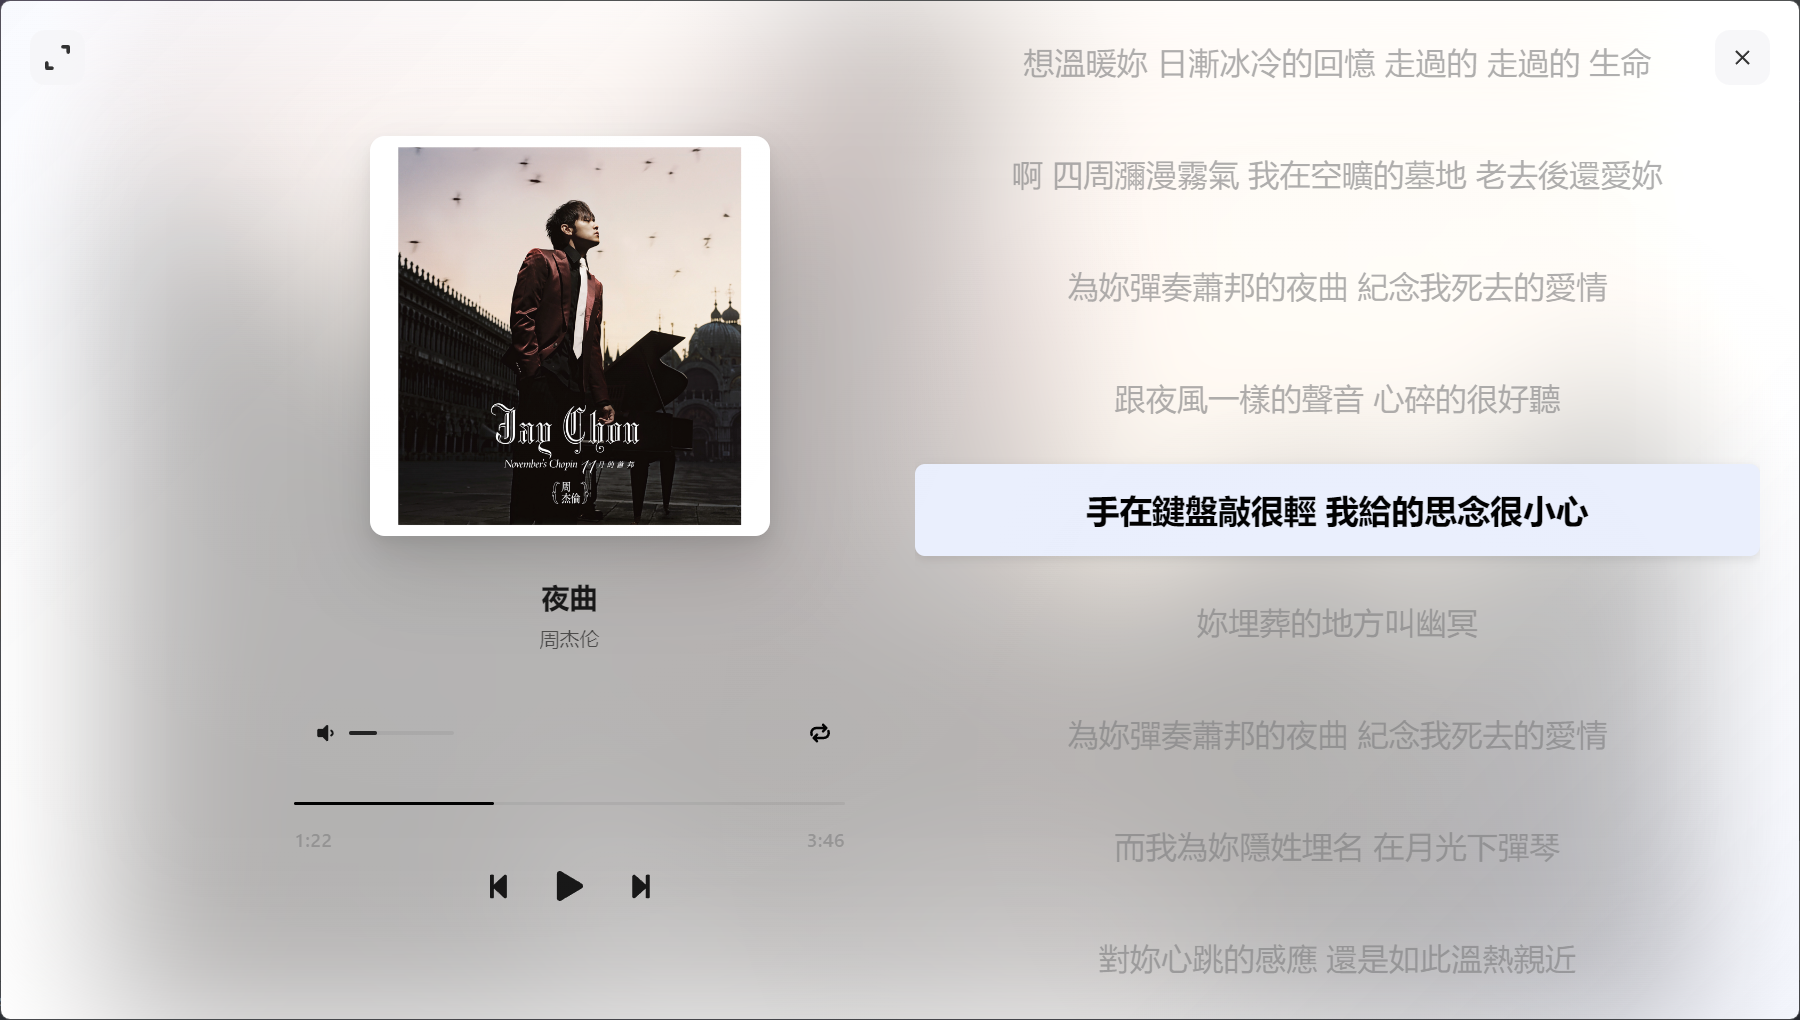 Jay Chou
November's Chopin 11月的蕭邦
周
杰倫
夜曲
周杰伦
1:22
3:46
想溫暖妳 日漸冰冷的回憶 走過的 走過的 生命
啊 四周瀰漫霧氣 我在空曠的墓地 老去後還愛妳
為妳彈奏蕭邦的夜曲 紀念我死去的愛情
跟夜風一樣的聲音 心碎的很好聽
手在鍵盤敲很輕 我給的思念很小心
妳埋葬的地方叫幽冥
為妳彈奏蕭邦的夜曲 紀念我死去的愛情
而我為妳隱姓埋名 在月光下彈琴
對妳心跳的感應 還是如此溫熱親近